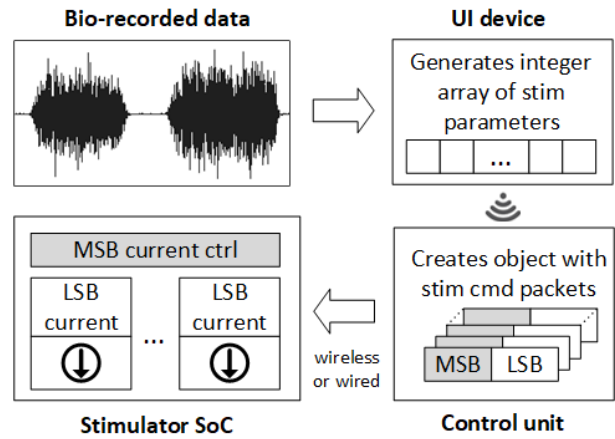 Bio-recorded data
UI device
Generates integer
array of stim
parameters
...
MSB current ctrl
LSB
current
...
LSB
current
wireless
or wired
Creates object with
stim cmd packets
MSB LSB
Stimulator SoC
Control unit